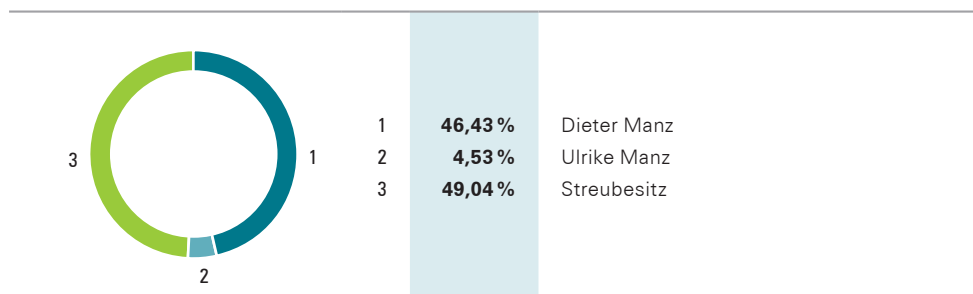 1 46,43 % Dieter Manz
2 4,53 % Ulrike Manz
3 49,04 % Streubesitz
3
1
2